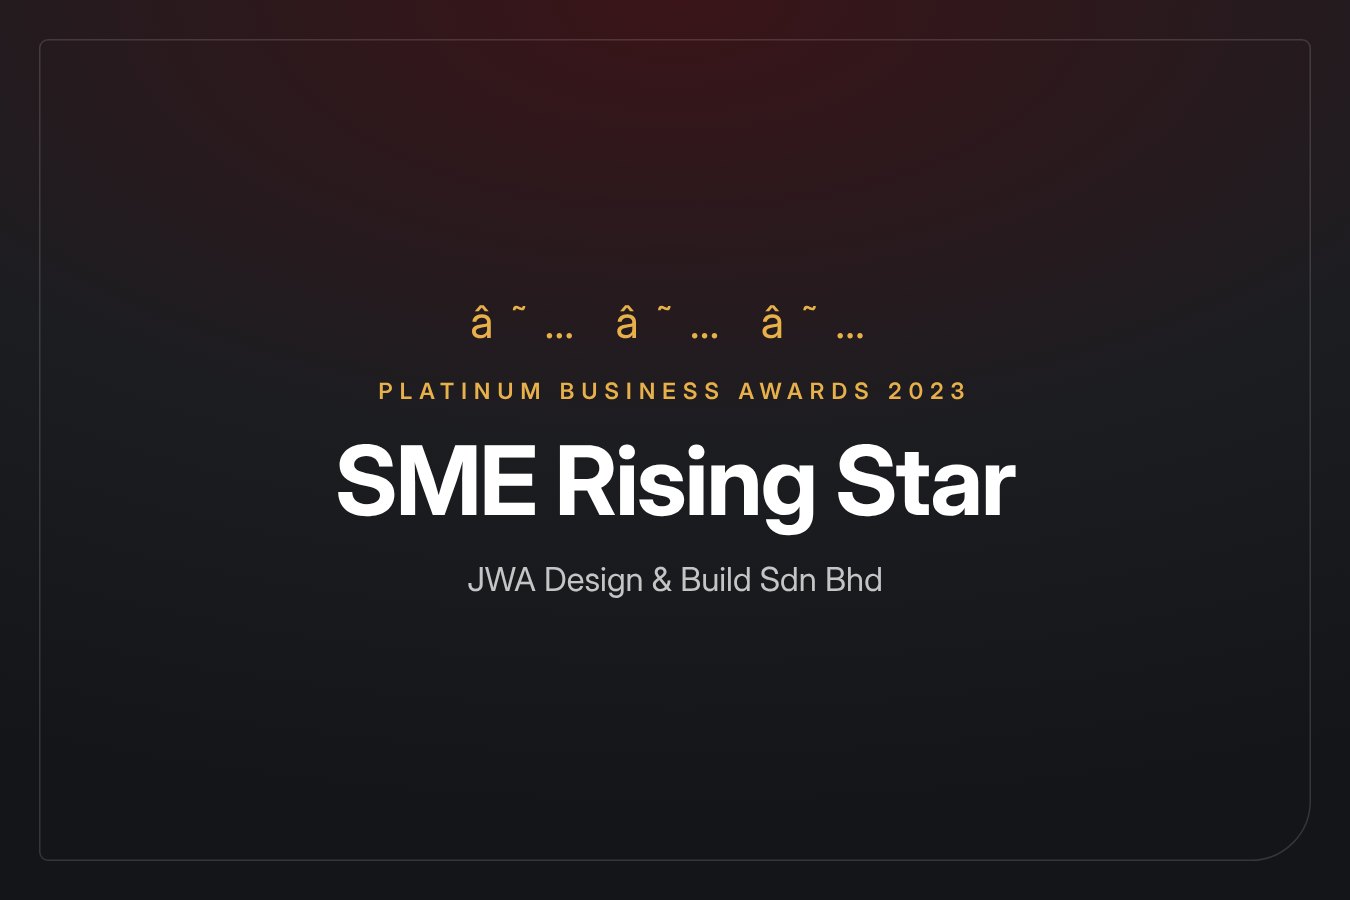 â ˜ … â ˜ … â ˜ …
PLATINUM BUSINESS AWARDS 2023
SME Rising Star
JWA Design & Build Sdn Bhd